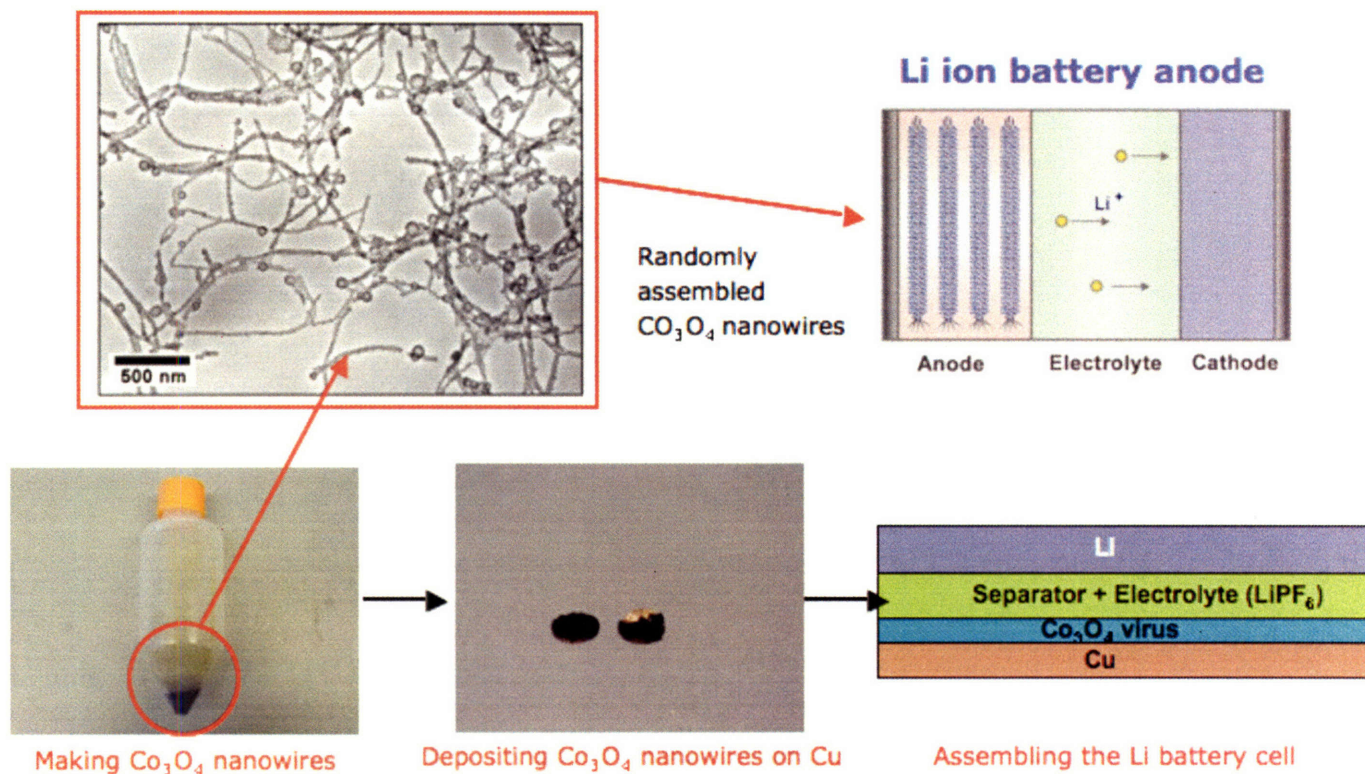 Li ion battery anode
Li⁺
Randomly
assembled
CO₃O₄ nanowires
500 nm
Anode Electrolyte Cathode
Li
Separator + Electrolyte (LiPF₆)
Co₃O₄ virus
Cu
Making Co₃O₄ nanowires
Depositing Co₃O₄ nanowires on Cu
Assembling the Li battery cell